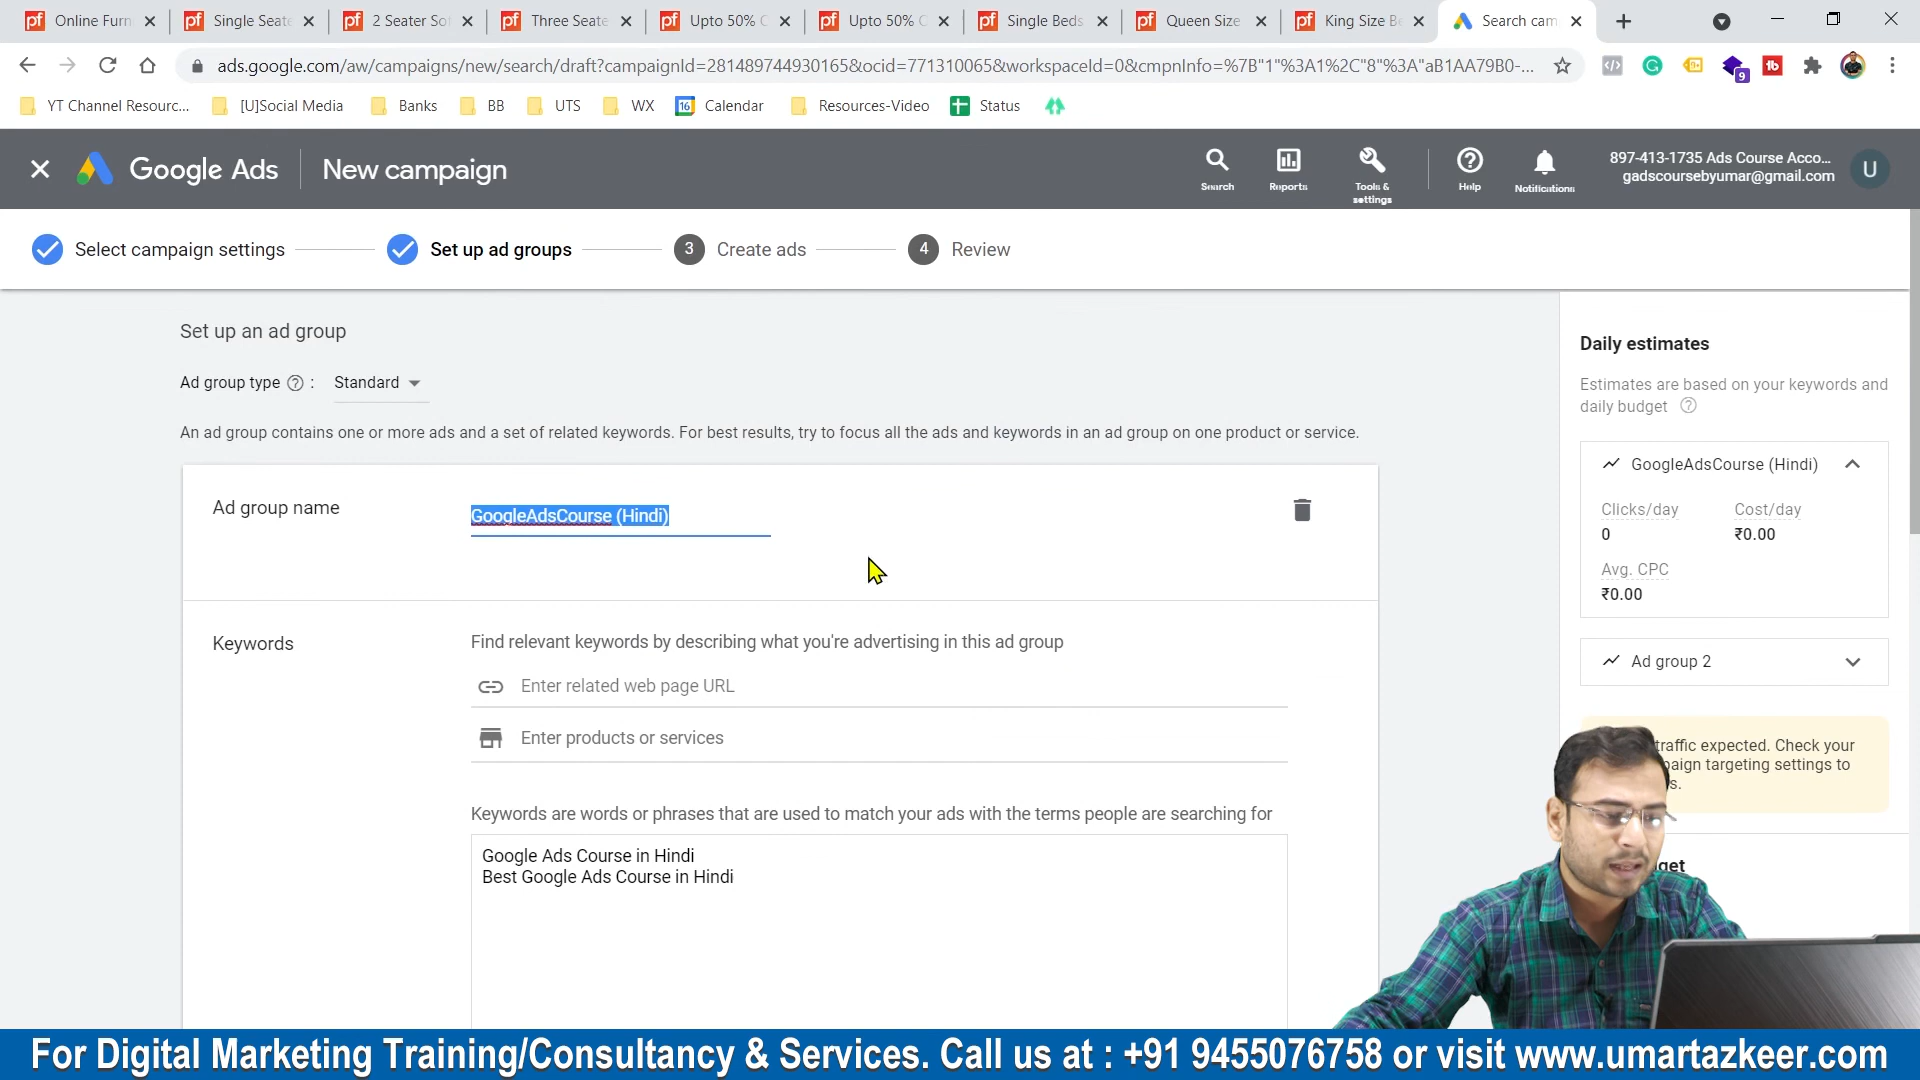 Online Furn
Single Seate
2 Seater So
Three Seate
Upto 50% C
Upto 50% C
Single Beds
Queen Size
King Size Be
Search cam
ads.google.com/aw/campaigns/new/search/draft?campaignId=281489744930165&ocid=771310065&workspaceId=0&cmpnInfo=%7B"1"%3A1%2C"8"%3A"aB1AA79B0-...
YT Channel Resourc...
[U]Social Media
Banks
BB
UTS
WX
Calendar
Resources-Video
Status
Google Ads
New campaign
Search
Reports
Tools & settings
Help
Notifications
897-413-1735 Ads Course Acco...
gadscoursebyumar@gmail.com
U
Select campaign settings
Set up ad groups
3 Create ads
4 Review
Set up an ad group
Ad group type ? : Standard
An ad group contains one or more ads and a set of related keywords. For best results, try to focus all the ads and keywords in an ad group on one product or service.
Ad group name
GoogleAdsCourse (Hindi)
Keywords
Find relevant keywords by describing what you're advertising in this ad group
Enter related web page URL
Enter products or services
Keywords are words or phrases that are used to match your ads with the terms people are searching for
Google Ads Course in Hindi
Best Google Ads Course in Hindi
Daily estimates
Estimates are based on your keywords and
daily budget ?
GoogleAdsCourse (Hindi)
Clicks/day Cost/day
0 ₹0.00
Avg. CPC
₹0.00
Ad group 2
traffic expected. Check your
paign targeting settings to
s.
get
For Digital Marketing Training/Consultancy & Services. Call us at : +91 9455076758 or visit www.umartazkeer.com